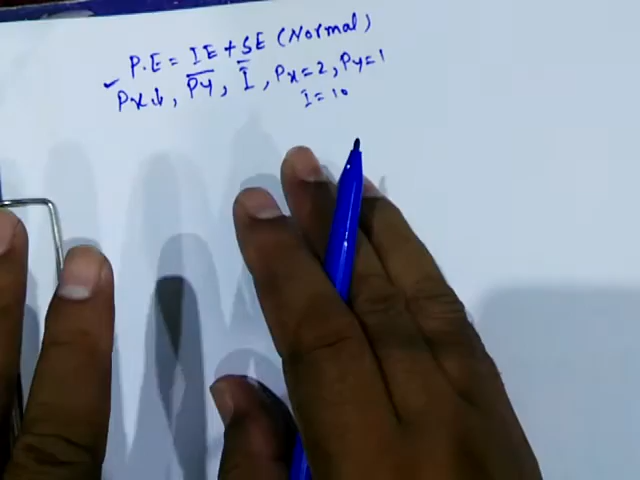 P.E = IE + SE (Normal)
Px↓, P̅y̅, I̅, Px=2, Py=1
I=10